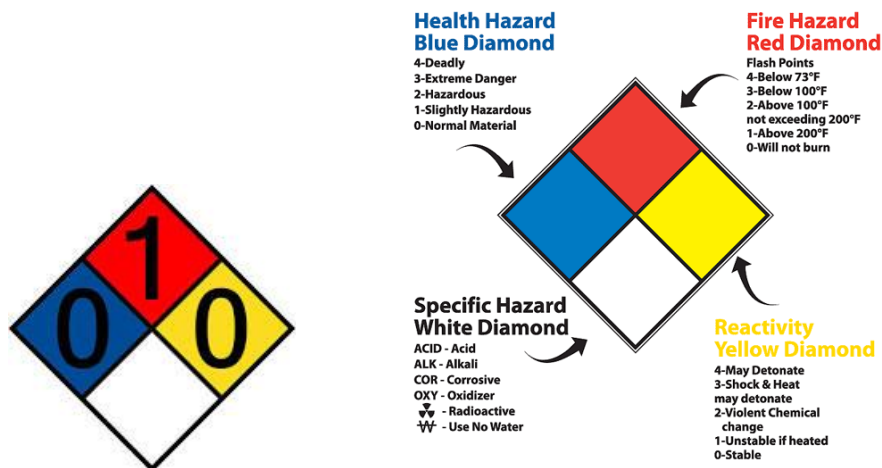 Health Hazard
Blue Diamond
4-Deadly
3-Extreme Danger
2-Hazardous
1-Slightly Hazardous
0-Normal Material
Fire Hazard
Red Diamond
Flash Points
4-Below 73°F
3-Below 100°F
2-Above 100°F
not exceeding 200°F
1-Above 200°F
0-Will not burn
1
0 0
Specific Hazard
White Diamond
ACID - Acid
ALK - Alkali
COR - Corrosive
OXY - Oxidizer
☢ - Radioactive
W - Use No Water
Reactivity
Yellow Diamond
4-May Detonate
3-Shock & Heat
may detonate
2-Violent Chemical
change
1-Unstable if heated
0-Stable